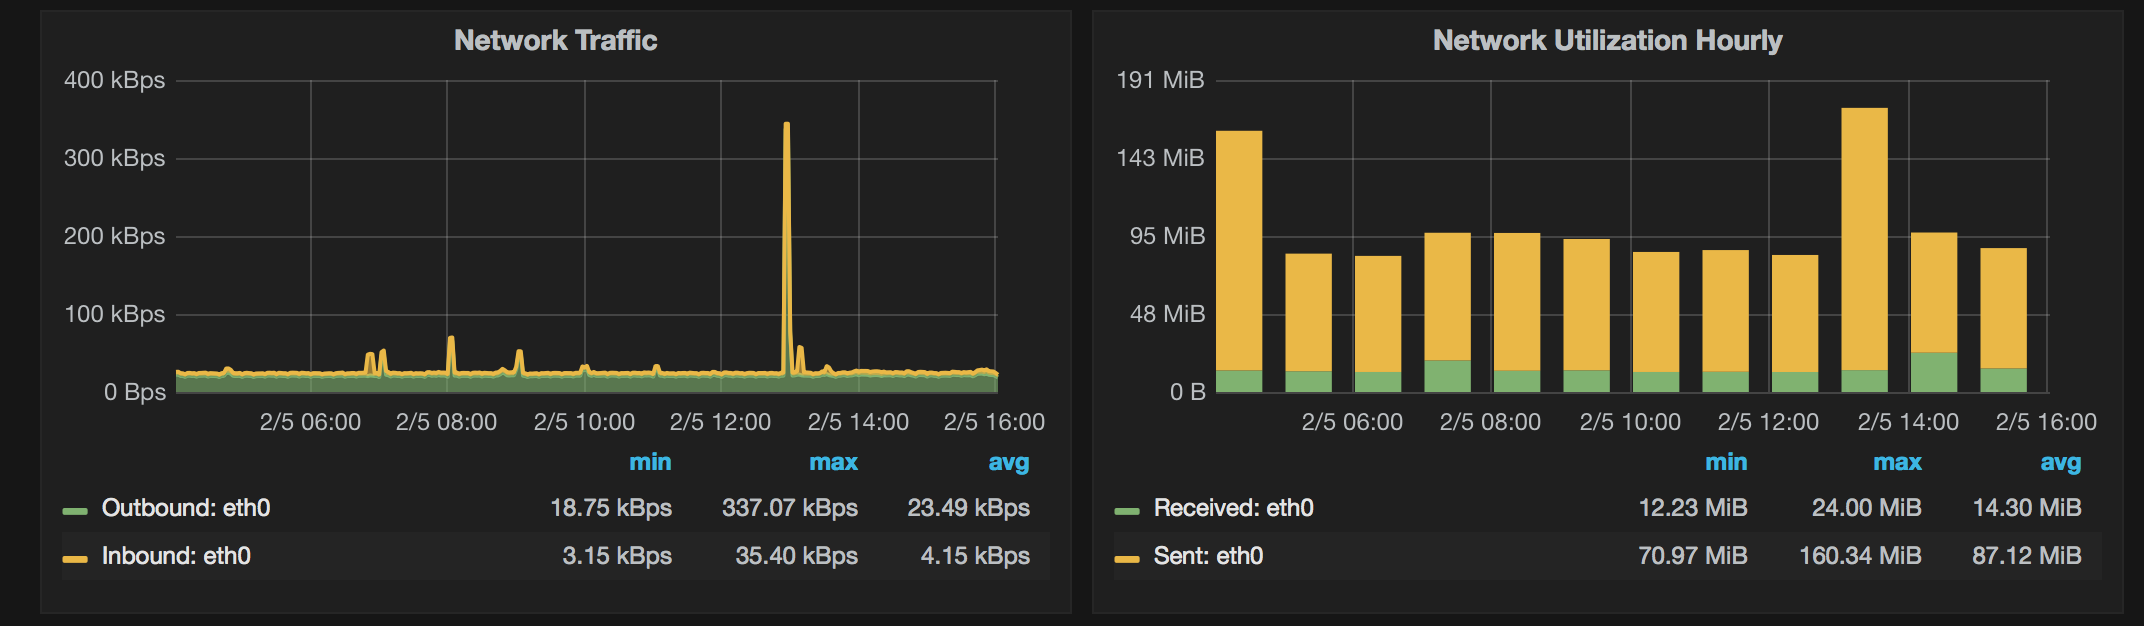 Network Traffic
400 kBps
300 kBps
200 kBps
100 kBps
0 Bps
2/5 06:00 2/5 08:00 2/5 10:00 2/5 12:00 2/5 14:00 2/5 16:00
min max avg
Outbound: eth0 18.75 kBps 337.07 kBps 23.49 kBps
Inbound: eth0 3.15 kBps 35.40 kBps 4.15 kBps
Network Utilization Hourly
191 MiB
143 MiB
95 MiB
48 MiB
0 B
2/5 06:00 2/5 08:00 2/5 10:00 2/5 12:00 2/5 14:00 2/5 16:00
min max avg
Received: eth0 12.23 MiB 24.00 MiB 14.30 MiB
Sent: eth0 70.97 MiB 160.34 MiB 87.12 MiB